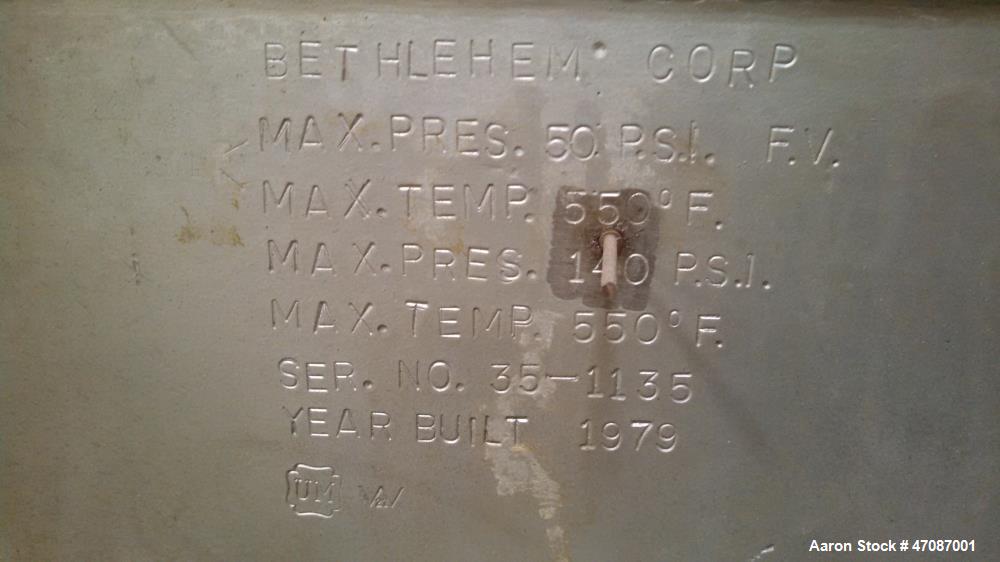 BETHLEHEM CORP
MAX. PRES. 50 P.S.I. F.V.
MAX. TEMP. 550° F.
MAX. PRES. 140 P.S.I.
MAX. TEMP. 550° F.
SER. NO. 35-1135
YEAR BUILT 1979
UM W
Aaron Stock # 47087001